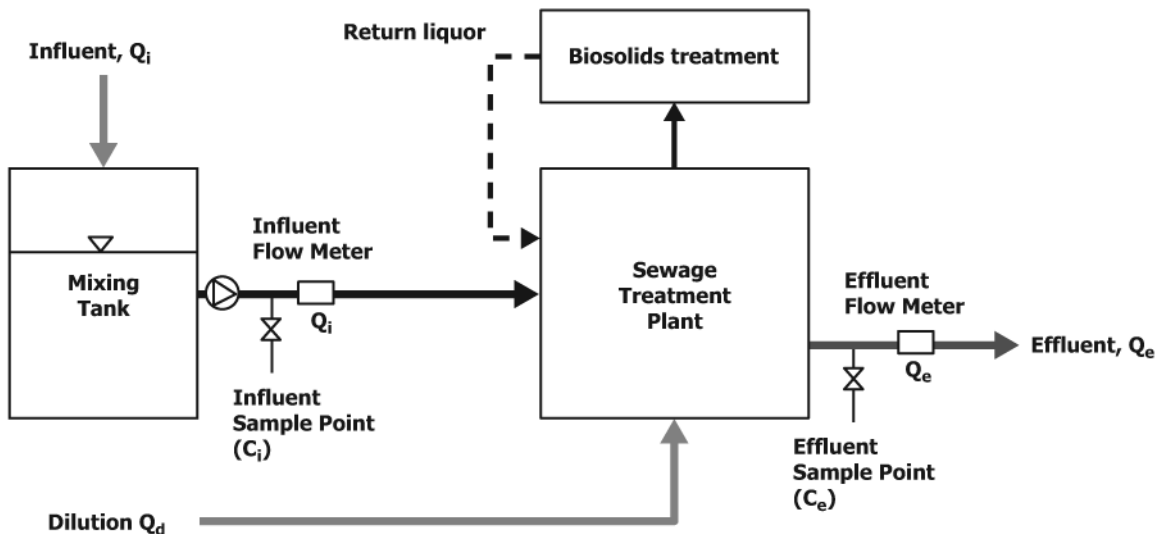 Return liquor
Influent, Qi
Biosolids treatment
Influent
Flow Meter
Mixing
Tank
Qi
Influent
Sample Point
(Ci)
Sewage
Treatment
Plant
Effluent
Flow Meter
Effluent, Qe
Qe
Effluent
Sample Point
(Ce)
Dilution Qd